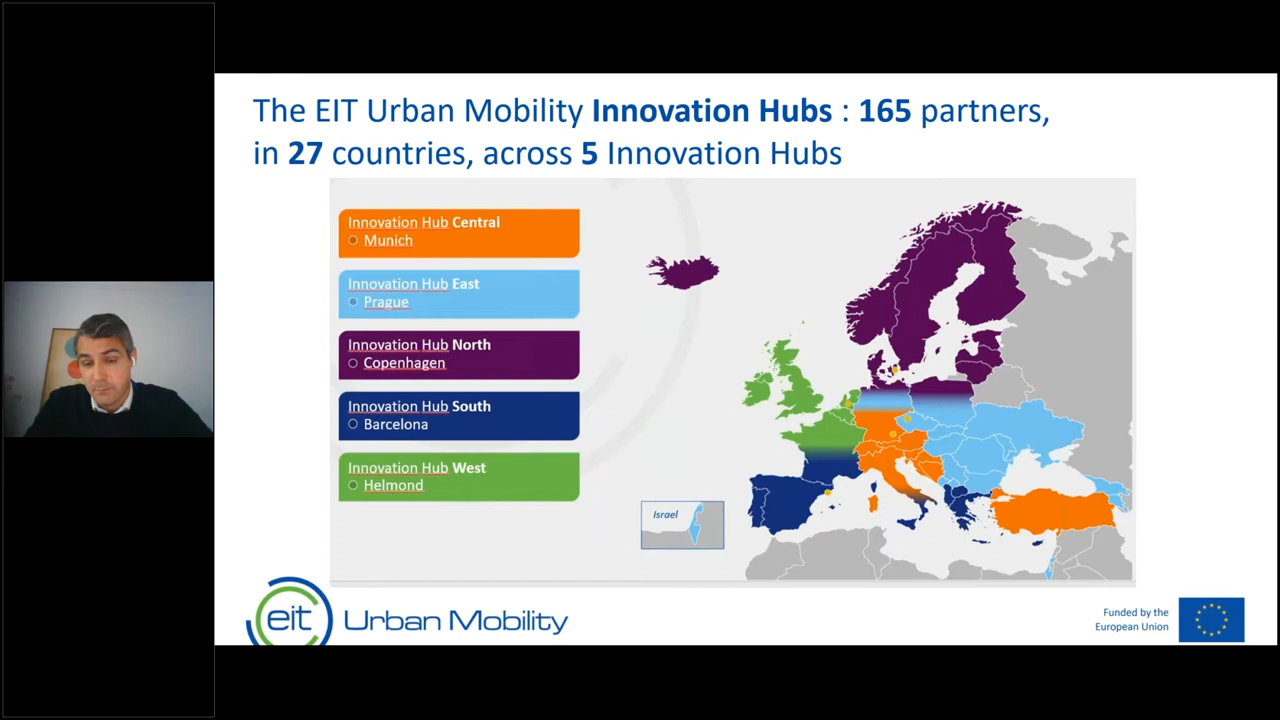 The EIT Urban Mobility Innovation Hubs : 165 partners,
in 27 countries, across 5 Innovation Hubs
Innovation Hub Central
Munich
Innovation Hub East
Prague
Innovation Hub North
Copenhagen
Innovation Hub South
Barcelona
Innovation Hub West
Helmond
Israel
eit Urban Mobility
Funded by the
European Union